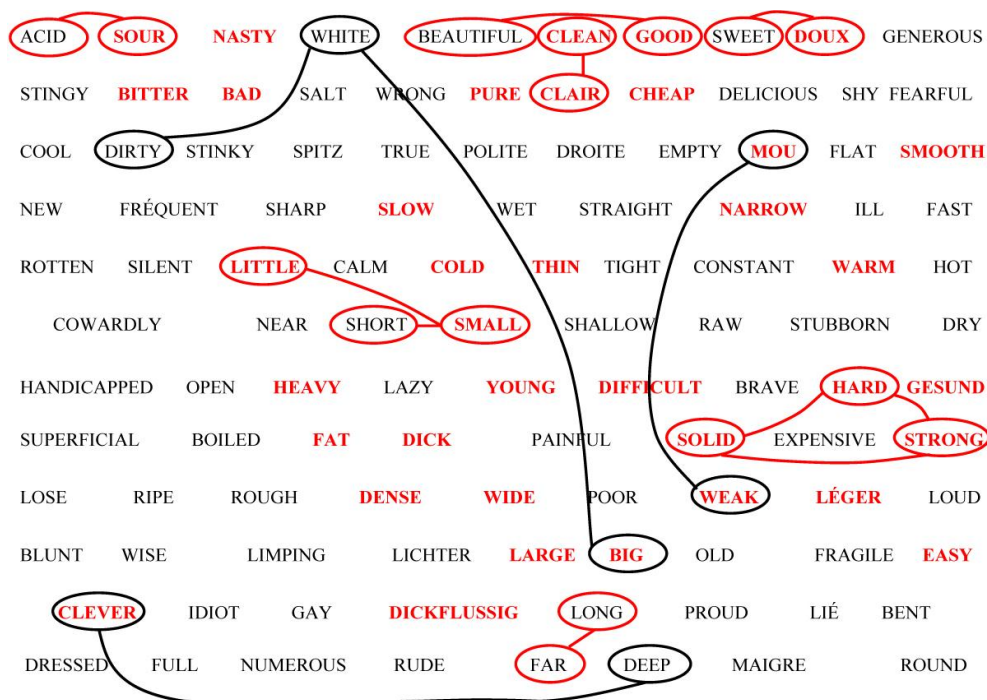 ACID SOUR NASTY WHITE BEAUTIFUL CLEAN GOOD SWEET DOUX GENEROUS
STINGY BITTER BAD SALT WRONG PURE CLAIR CHEAP DELICIOUS SHY FEARFUL
COOL DIRTY STINKY SPITZ TRUE POLITE DROITE EMPTY MOU FLAT SMOOTH
NEW FRÉQUENT SHARP SLOW WET STRAIGHT NARROW ILL FAST
ROTTEN SILENT LITTLE CALM COLD THIN TIGHT CONSTANT WARM HOT
COWARDLY NEAR SHORT SMALL SHALLOW RAW STUBBORN DRY
HANDICAPPED OPEN HEAVY LAZY YOUNG DIFFICULT BRAVE HARD GESUND
SUPERFICIAL BOILED FAT DICK PAINFUL SOLID EXPENSIVE STRONG
LOSE RIPE ROUGH DENSE WIDE POOR WEAK LÉGER LOUD
BLUNT WISE LIMPING LICHTER LARGE BIG OLD FRAGILE EASY
CLEVER IDIOT GAY DICKFLUSSIG LONG PROUD LIÉ BENT
DRESSED FULL NUMEROUS RUDE FAR DEEP MAIGRE ROUND